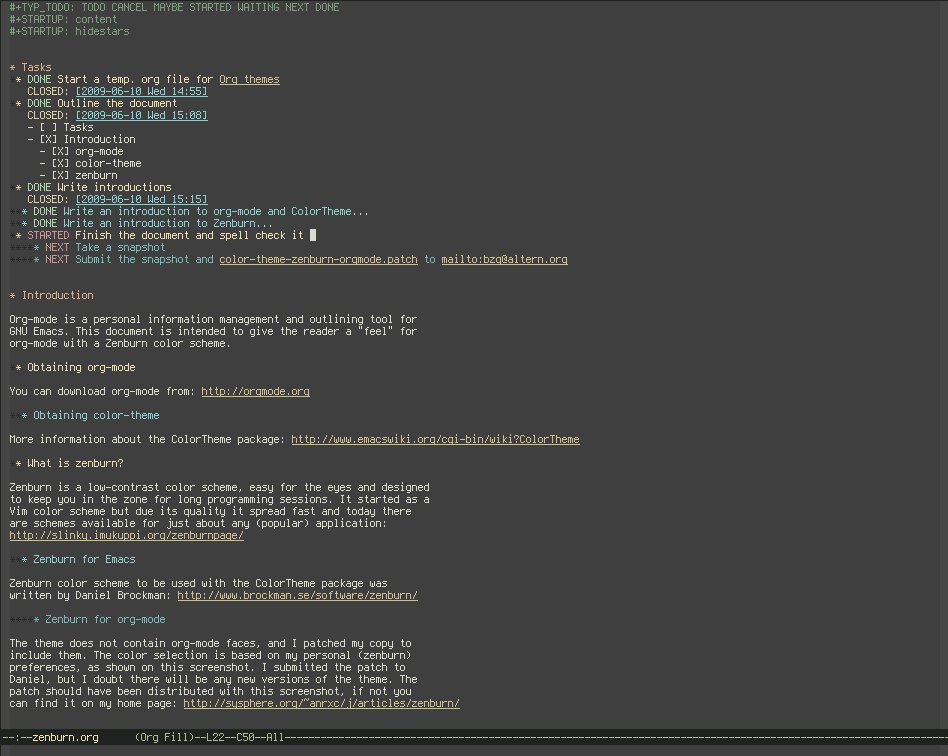 #+TYP_TODO: TODO CANCEL MAYBE STARTED WAITING NEXT DONE
#+STARTUP: content
#+STARTUP: hidestars
* Tasks
** DONE Start a temp. org file for Org themes
CLOSED: [2009-06-10 Wed 14:55]
** DONE Outline the document
CLOSED: [2009-06-10 Wed 15:08]
- [ ] Tasks
- [X] Introduction
- [X] org-mode
- [X] color-theme
- [X] zenburn
** DONE Write introductions
CLOSED: [2009-06-10 Wed 15:15]
*** DONE Write an introduction to org-mode and ColorTheme...
*** DONE Write an introduction to Zenburn...
** STARTED Finish the document and spell check it
***** NEXT Take a snapshot
***** NEXT Submit the snapshot and color-theme-zenburn-orgmode.patch to mailto:bzg@altern.org
* Introduction
Org-mode is a personal information management and outlining tool for
GNU Emacs. This document is intended to give the reader a "feel" for
org-mode with a Zenburn color scheme.
** Obtaining org-mode
You can download org-mode from: http://orgmode.org
*** Obtaining color-theme
More information about the ColorTheme package: http://www.emacswiki.org/cgi-bin/wiki?ColorTheme
** What is zenburn?
Zenburn is a low-contrast color scheme, easy for the eyes and designed
to keep you in the zone for long programming sessions. It started as a
Vim color scheme but due its quality it spread fast and today there
are schemes available for just about any (popular) application:
http://slinky.imukuppi.org/zenburnpage/
*** Zenburn for Emacs
Zenburn color scheme to be used with the ColorTheme package was
written by Daniel Brockman: http://www.brockman.se/software/zenburn/
***** Zenburn for org-mode
The theme does not contain org-mode faces, and I patched my copy to
include them. The color selection is based on my personal (zenburn)
preferences, as shown on this screenshot. I submitted the patch to
Daniel, but I doubt there will be any new versions of the theme. The
patch should have been distributed with this screenshot, if not you
can find it on my home page: http://sysphere.org/~anrxc/j/articles/zenburn/
--:--zenburn.org (Org Fill)--L22--C50--All----------------------------------------